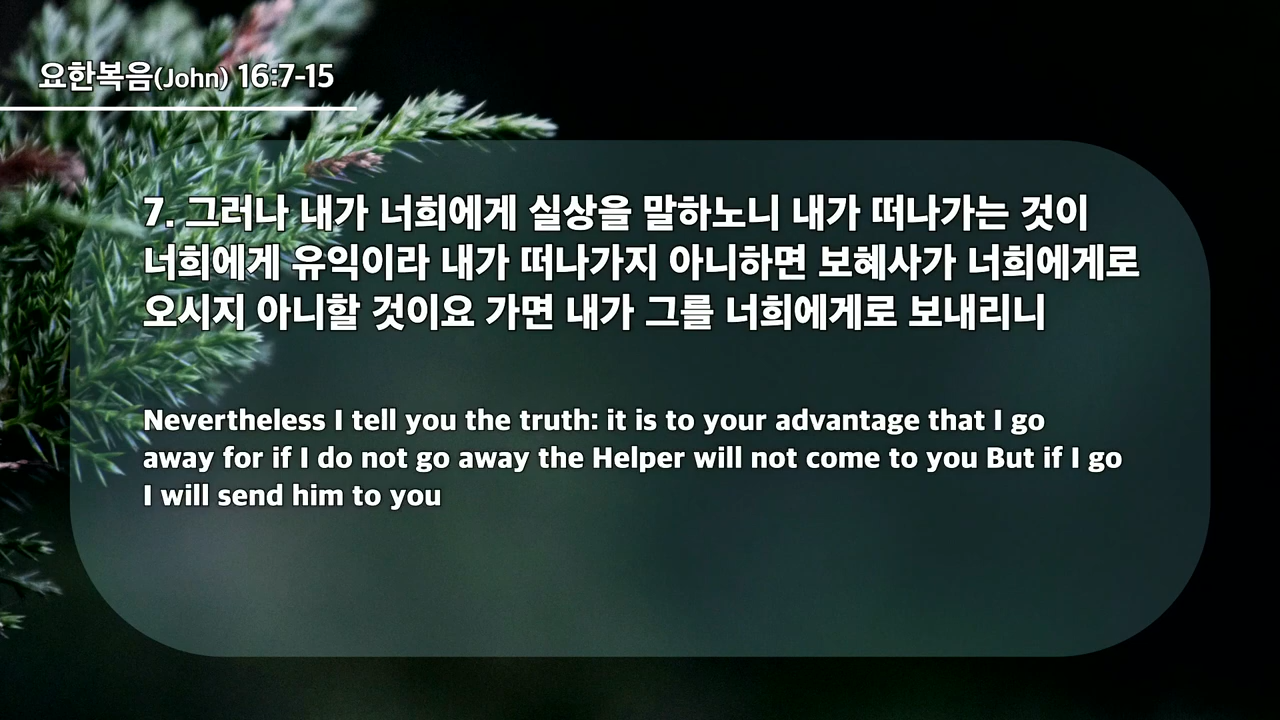 요한복음(John) 16:7-15
7. 그러나 내가 너희에게 실상을 말하노니 내가 떠나가는 것이
너희에게 유익이라 내가 떠나가지 아니하면 보혜사가 너희에게로
오시지 아니할 것이요 가면 내가 그를 너희에게로 보내리니
Nevertheless I tell you the truth: it is to your advantage that I go
away for if I do not go away the Helper will not come to you But if I go
I will send him to you